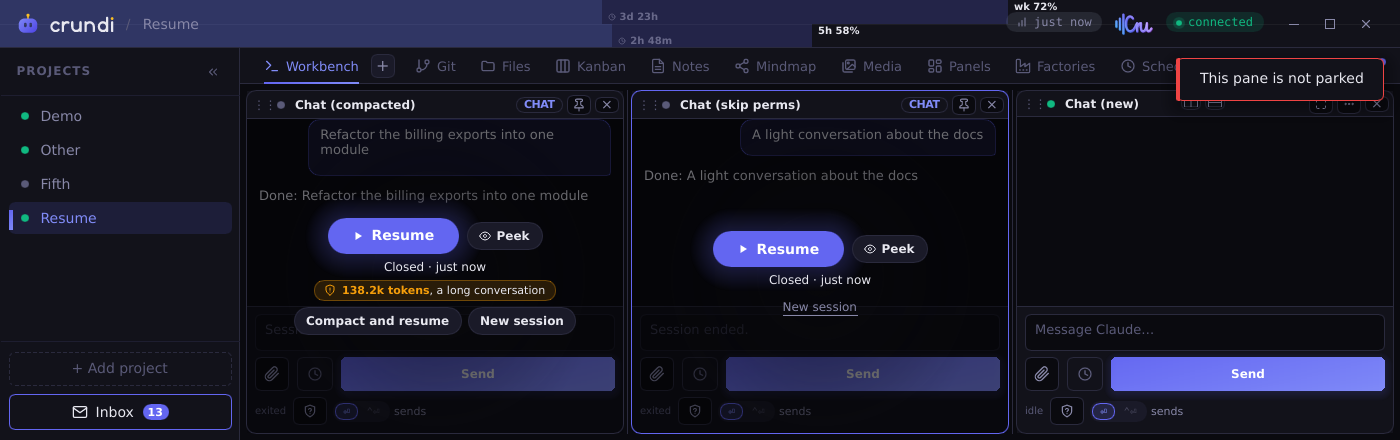 crundi / Resume
3d 23h
2h 48m
wk 72%
5h 58%
just now
Cru
connected
PROJECTS «
Demo
Other
Fifth
Resume
+ Add project
Inbox 13
Workbench + Git Files Kanban Notes Mindmap Media Panels Factories
This pane is not parked
Chat (compacted) CHAT
Refactor the billing exports into one
module
Done: Refactor the billing exports into one module
Resume Peek
Closed · just now
138.2k tokens, a long conversation
Compact and resume New session
Send
exited sends
Chat (skip perms) CHAT
A light conversation about the docs
Done: A light conversation about the docs
Resume Peek
Closed · just now
New session
Session ended.
Send
exited sends
Chat (new)
Message Claude...
Send
idle sends